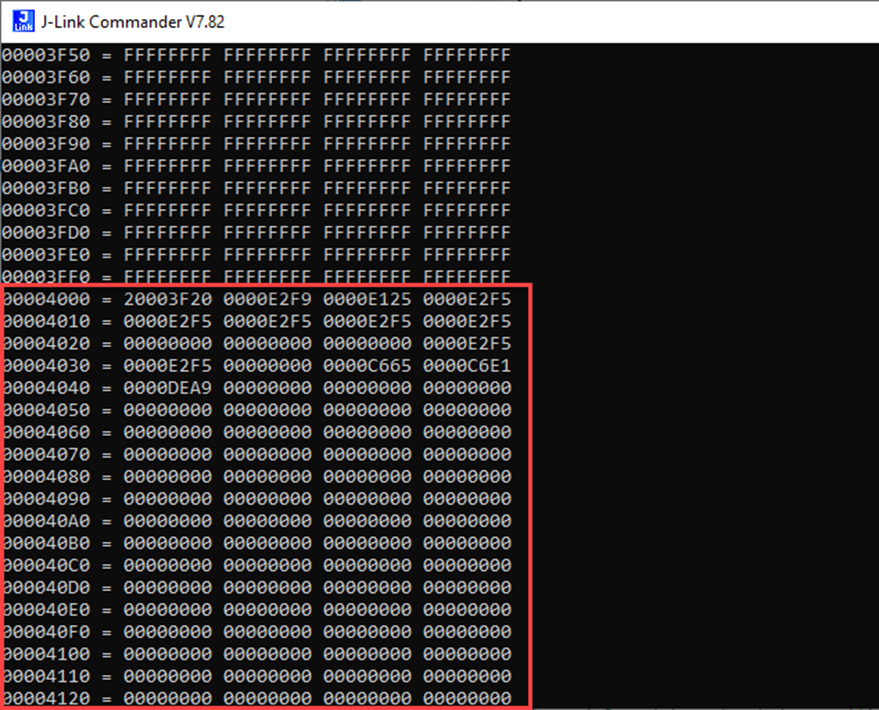 J-Link Commander V7.82
00003F50 = FFFFFFFF FFFFFFFF FFFFFFFF FFFFFFFF
00003F60 = FFFFFFFF FFFFFFFF FFFFFFFF FFFFFFFF
00003F70 = FFFFFFFF FFFFFFFF FFFFFFFF FFFFFFFF
00003F80 = FFFFFFFF FFFFFFFF FFFFFFFF FFFFFFFF
00003F90 = FFFFFFFF FFFFFFFF FFFFFFFF FFFFFFFF
00003FA0 = FFFFFFFF FFFFFFFF FFFFFFFF FFFFFFFF
00003FB0 = FFFFFFFF FFFFFFFF FFFFFFFF FFFFFFFF
00003FC0 = FFFFFFFF FFFFFFFF FFFFFFFF FFFFFFFF
00003FD0 = FFFFFFFF FFFFFFFF FFFFFFFF FFFFFFFF
00003FE0 = FFFFFFFF FFFFFFFF FFFFFFFF FFFFFFFF
00003FF0 = FFFFFFFF FFFFFFFF FFFFFFFF FFFFFFFF
00004000 = 20003F20 0000E2F9 0000E125 0000E2F5
00004010 = 0000E2F5 0000E2F5 0000E2F5 0000E2F5
00004020 = 00000000 00000000 00000000 0000E2F5
00004030 = 0000E2F5 00000000 0000C665 0000C6E1
00004040 = 0000DEA9 00000000 00000000 00000000
00004050 = 00000000 00000000 00000000 00000000
00004060 = 00000000 00000000 00000000 00000000
00004070 = 00000000 00000000 00000000 00000000
00004080 = 00000000 00000000 00000000 00000000
00004090 = 00000000 00000000 00000000 00000000
000040A0 = 00000000 00000000 00000000 00000000
000040B0 = 00000000 00000000 00000000 00000000
000040C0 = 00000000 00000000 00000000 00000000
000040D0 = 00000000 00000000 00000000 00000000
000040E0 = 00000000 00000000 00000000 00000000
000040F0 = 00000000 00000000 00000000 00000000
00004100 = 00000000 00000000 00000000 00000000
00004110 = 00000000 00000000 00000000 00000000
00004120 = 00000000 00000000 00000000 00000000